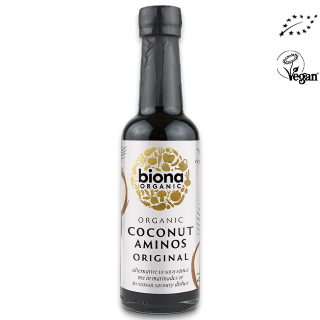 Vegan
biona
ORGANIC
ORGANIC
COCONUT
AMINOS
ORIGINAL
alternative to soya sauce
use in marinades or
to season savoury dishes